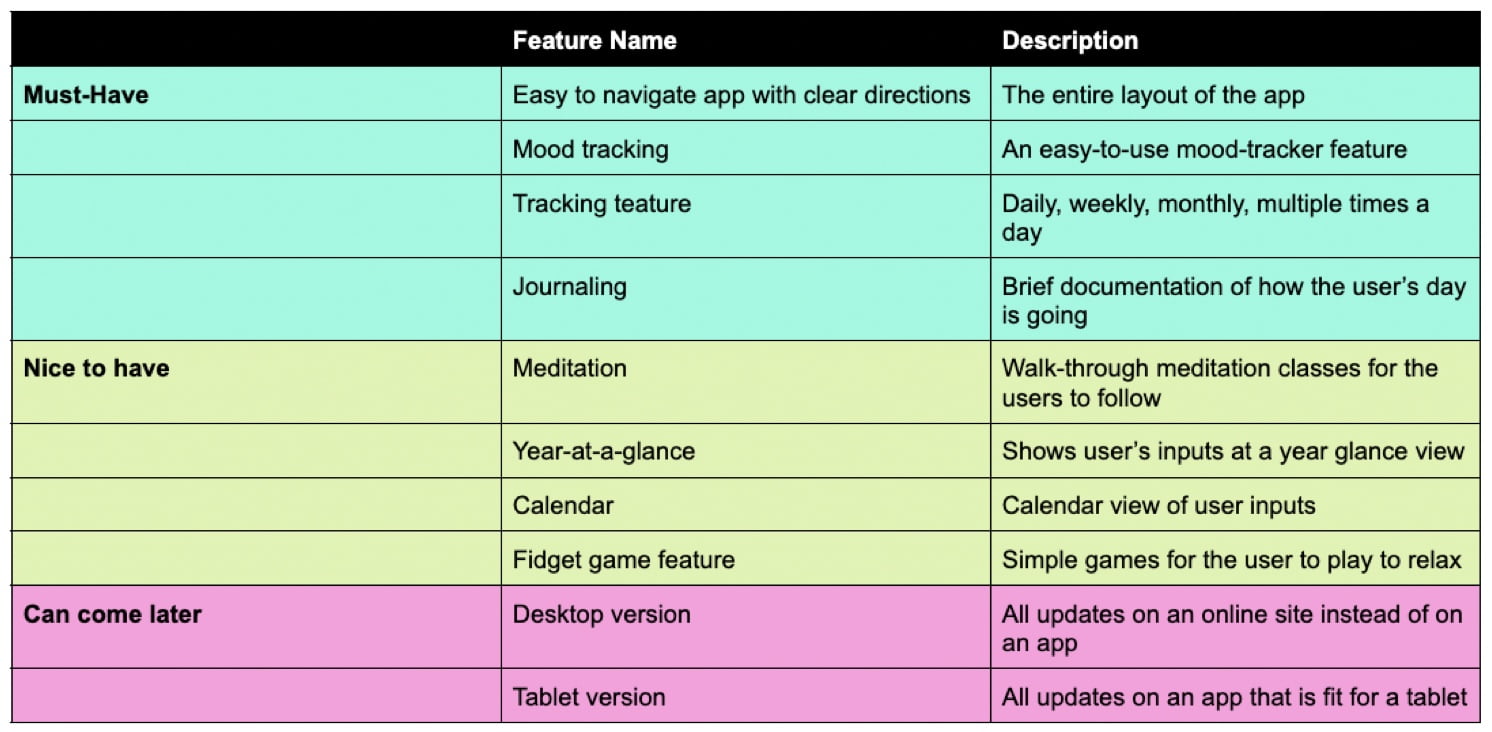 Feature Name Description
Must-Have Easy to navigate app with clear directions The entire layout of the app
Mood tracking An easy-to-use mood-tracker feature
Tracking teature Daily, weekly, monthly, multiple times a
day
Journaling Brief documentation of how the user’s day
is going
Nice to have Meditation Walk-through meditation classes for the
users to follow
Year-at-a-glance Shows user’s inputs at a year glance view
Calendar Calendar view of user inputs
Fidget game feature Simple games for the user to play to relax
Can come later Desktop version All updates on an online site instead of on
an app
Tablet version All updates on an app that is fit for a tablet